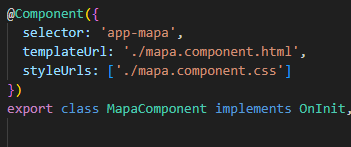 @Component({
  selector: 'app-mapa',
  templateUrl: './mapa.component.html',
  styleUrls: ['./mapa.component.css']
})
export class MapaComponent implements OnInit,